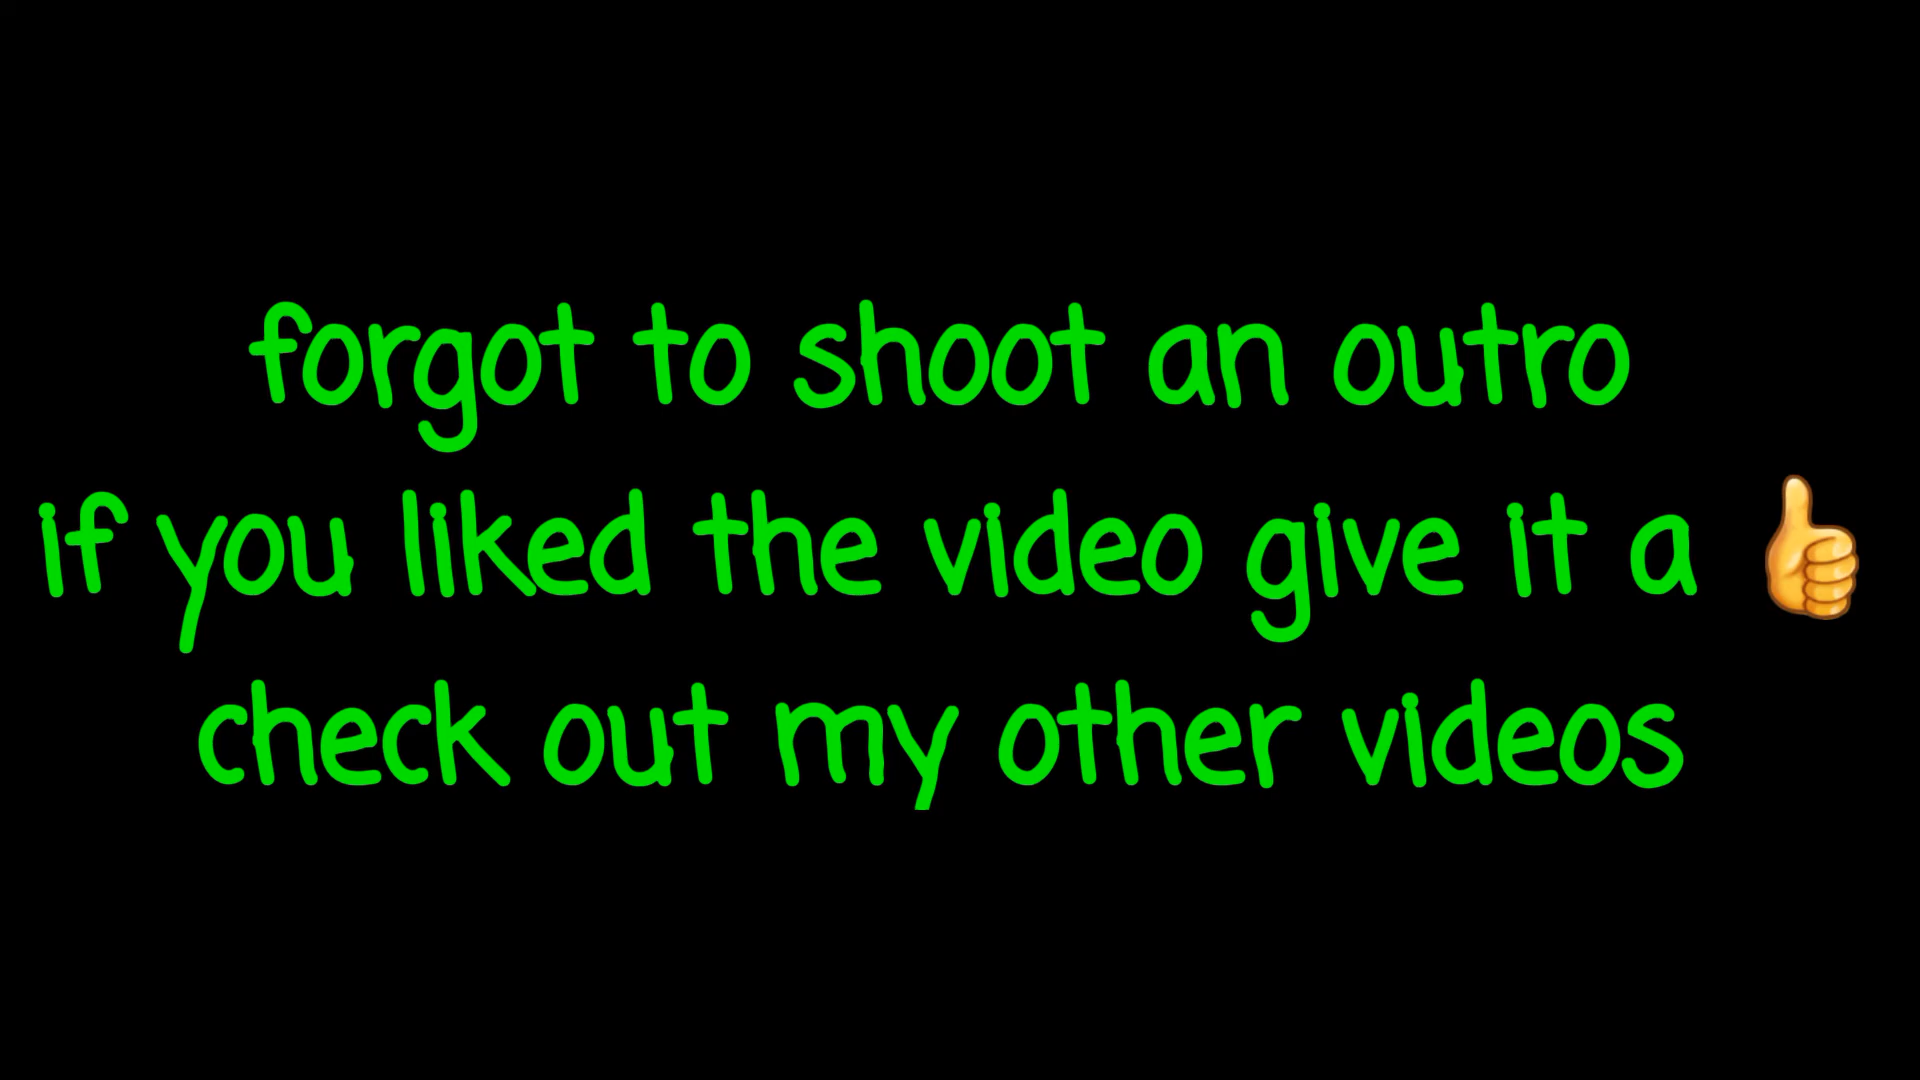 forgot to shoot an outro
if you liked the video give it a 👍
check out my other videos